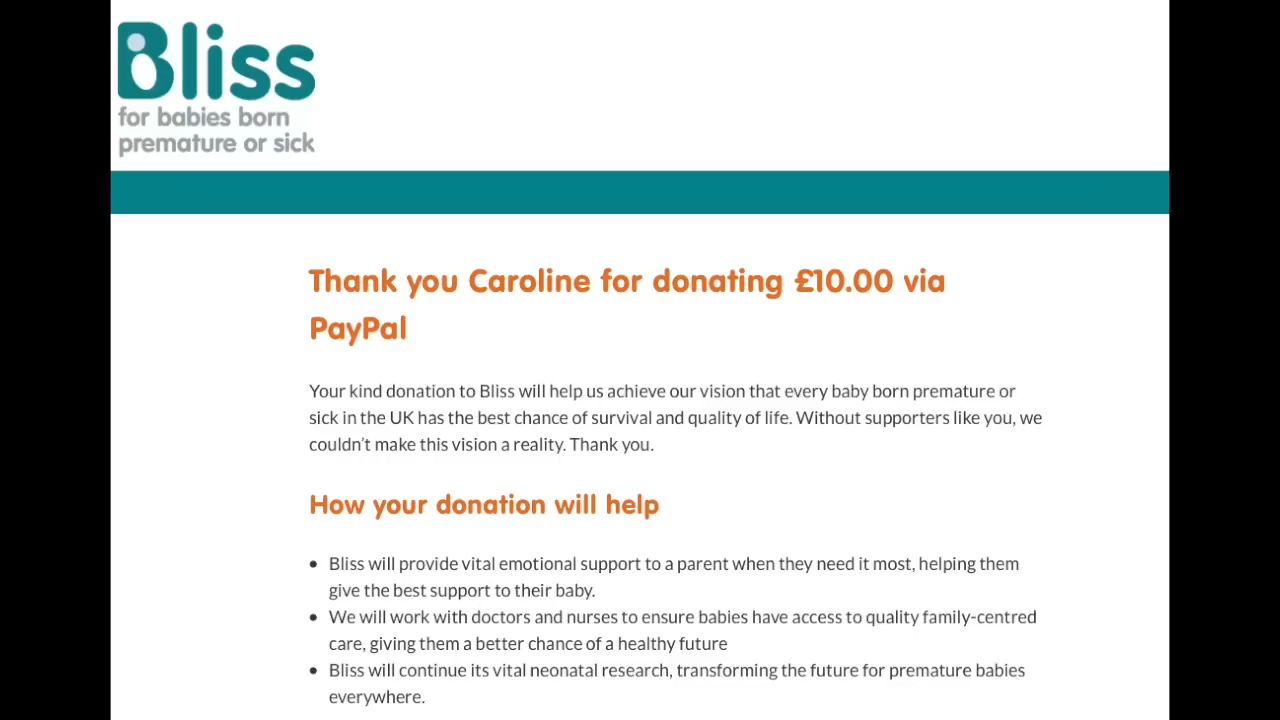 Bliss
for babies born
premature or sick
Thank you Caroline for donating £10.00 via
PayPal
Your kind donation to Bliss will help us achieve our vision that every baby born premature or
sick in the UK has the best chance of survival and quality of life. Without supporters like you, we
couldn’t make this vision a reality. Thank you.
How your donation will help
• Bliss will provide vital emotional support to a parent when they need it most, helping them
give the best support to their baby.
• We will work with doctors and nurses to ensure babies have access to quality family-centred
care, giving them a better chance of a healthy future
• Bliss will continue its vital neonatal research, transforming the future for premature babies
everywhere.